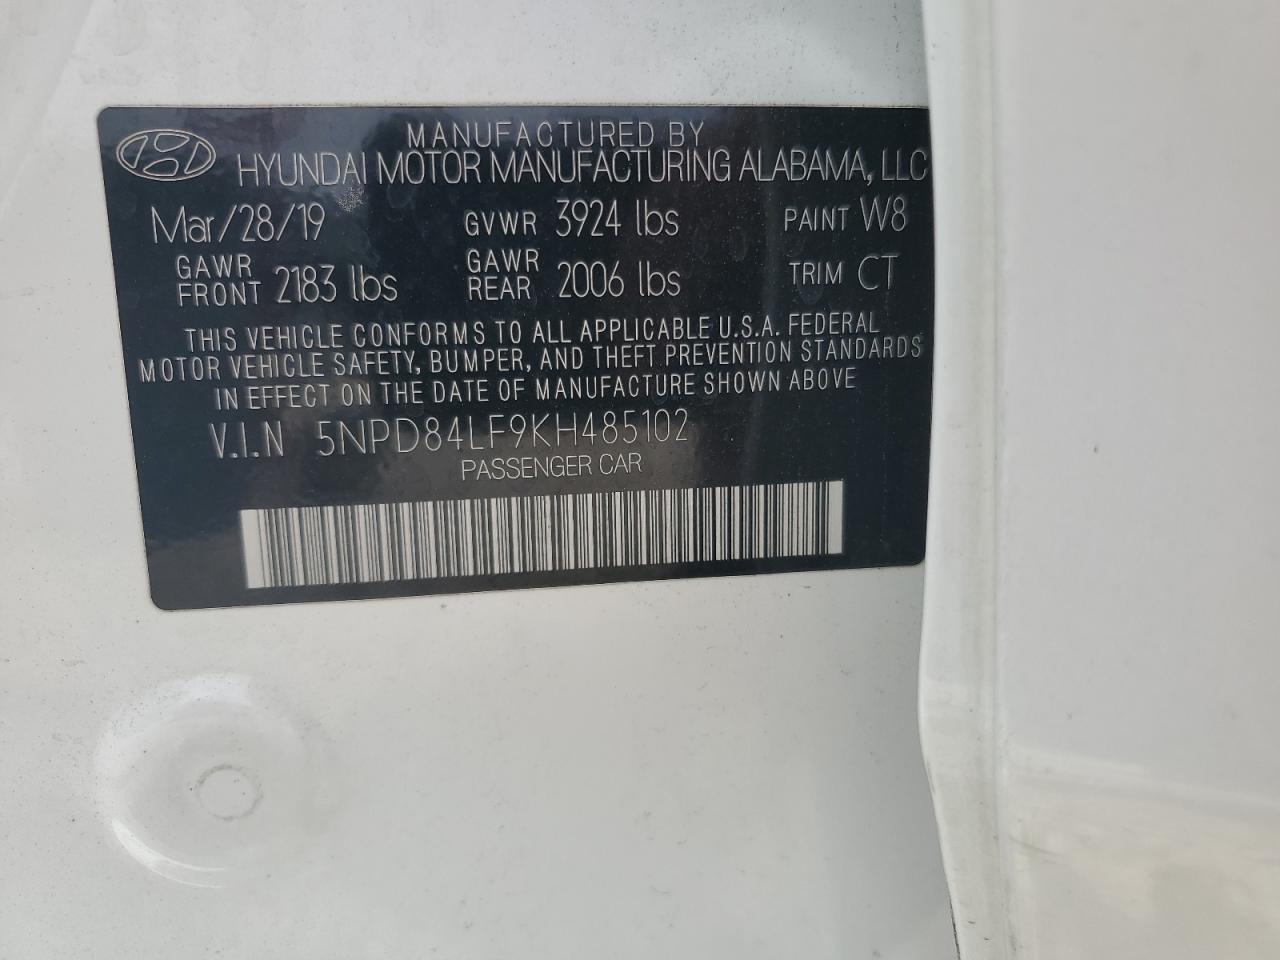 MANUFACTURED BY
HYUNDAI MOTOR MANUFACTURING ALABAMA, LLC
Mar/28/19 GVWR 3924 lbs PAINT W8
GAWR FRONT 2183 lbs GAWR REAR 2006 lbs TRIM CT
THIS VEHICLE CONFORMS TO ALL APPLICABLE U.S.A. FEDERAL
MOTOR VEHICLE SAFETY, BUMPER, AND THEFT PREVENTION STANDARDS
IN EFFECT ON THE DATE OF MANUFACTURE SHOWN ABOVE
V.I.N 5NPD84LF9KH485102
PASSENGER CAR